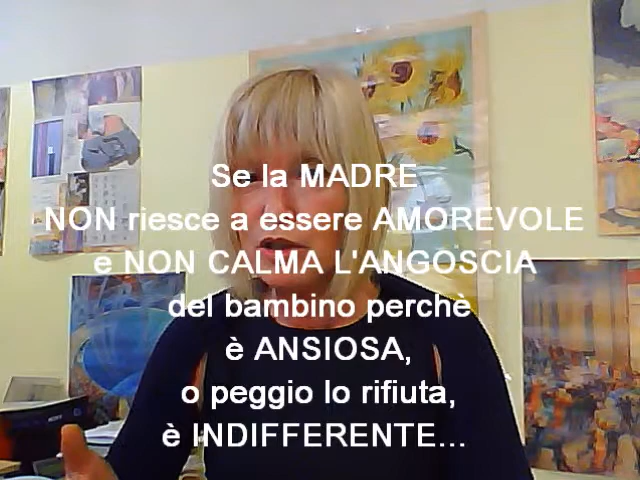 Se la MADRE
NON riesce a essere AMOREVOLE
e NON CALMA L'ANGOSCIA
del bambino perchè
è ANSIOSA,
o peggio lo rifiuta,
è INDIFFERENTE...